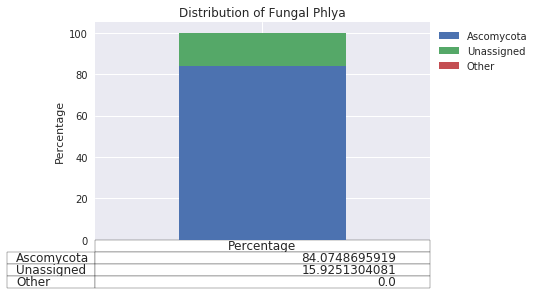 Distribution of Fungal Phlya
Ascomycota
Unassigned
Other
100
80
60
40
20
0
Percentage
Percentage
Ascomycota 84.0748695919
Unassigned 15.9251304081
Other 0.0